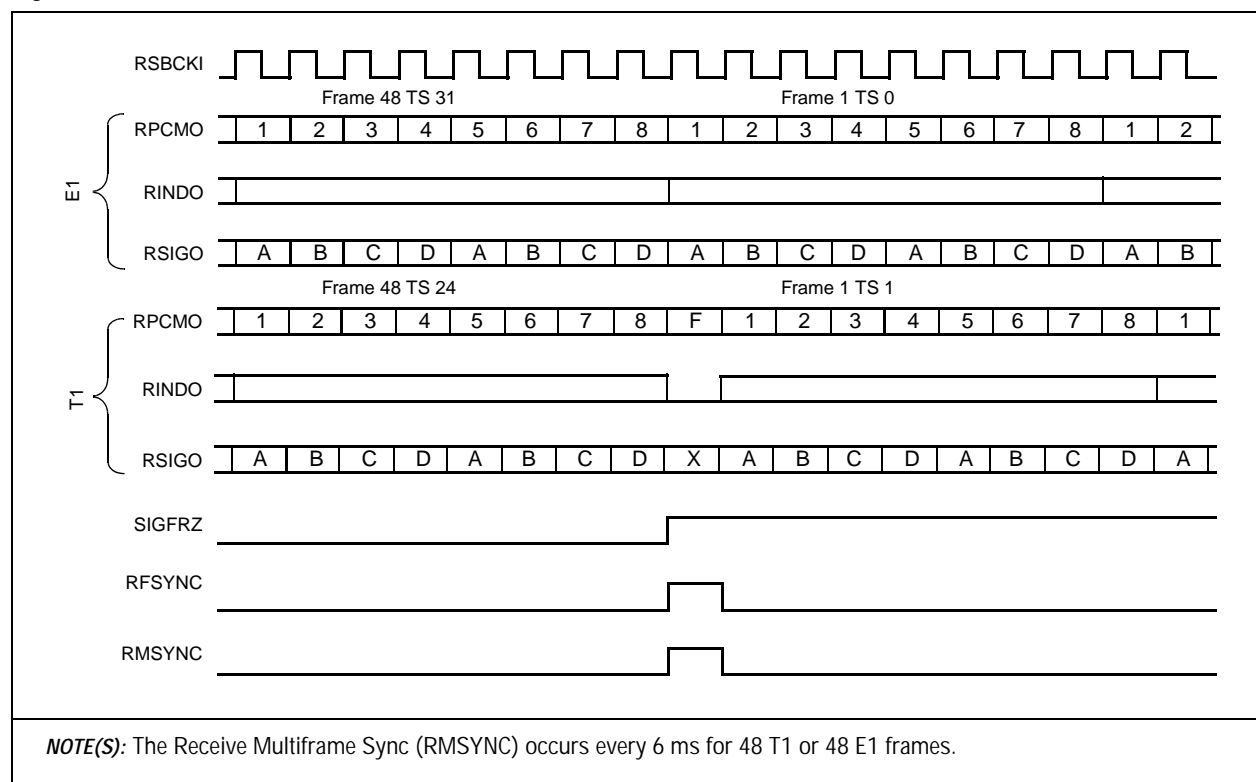 RSBCKI
Frame 48 TS 31 Frame 1 TS 0
RPCMO 1 2 3 4 5 6 7 8 1 2 3 4 5 6 7 8 1 2
E1
RINDO
RSIGO A B C D A B C D A B C D A B C D A B
Frame 48 TS 24 Frame 1 TS 1
RPCMO 1 2 3 4 5 6 7 8 F 1 2 3 4 5 6 7 8 1
T1
RINDO
RSIGO A B C D A B C D X A B C D A B C D A
SIGFRZ
RFSYNC
RMSYNC
NOTE(S): The Receive Multiframe Sync (RMSYNC) occurs every 6 ms for 48 T1 or 48 E1 frames.